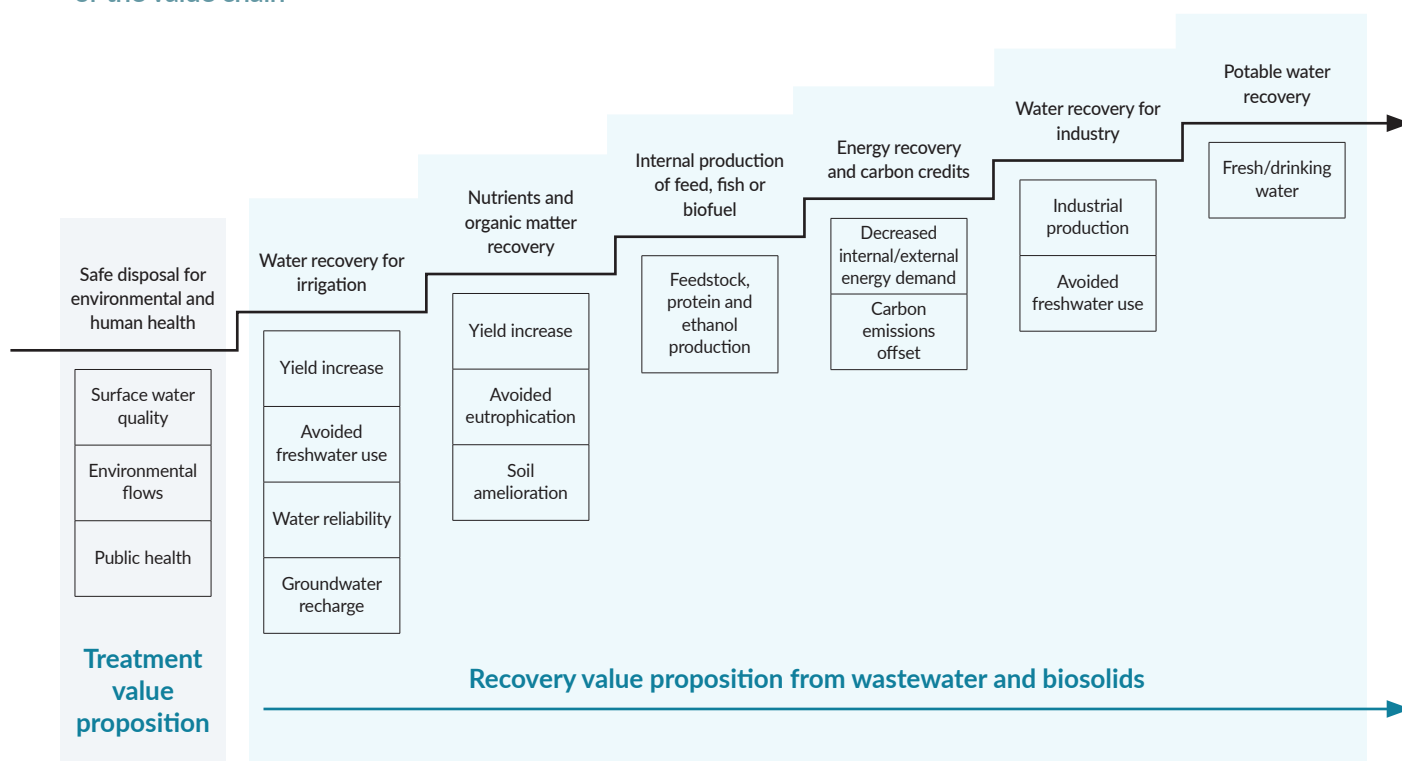 of the value chain
Safe disposal for
environmental and
human health
Surface water
quality
Environmental
flows
Public health
Treatment
value
proposition
Water recovery for
irrigation
Yield increase
Avoided
freshwater use
Water reliability
Groundwater
recharge
Nutrients and
organic matter
recovery
Yield increase
Avoided
eutrophication
Soil
amelioration
Internal production
of feed, fish or
biofuel
Feedstock,
protein and
ethanol
production
Energy recovery
and carbon credits
Decreased
internal/external
energy demand
Carbon
emissions
offset
Water recovery for
industry
Industrial
production
Avoided
freshwater use
Potable water
recovery
Fresh/drinking
water
Recovery value proposition from wastewater and biosolids